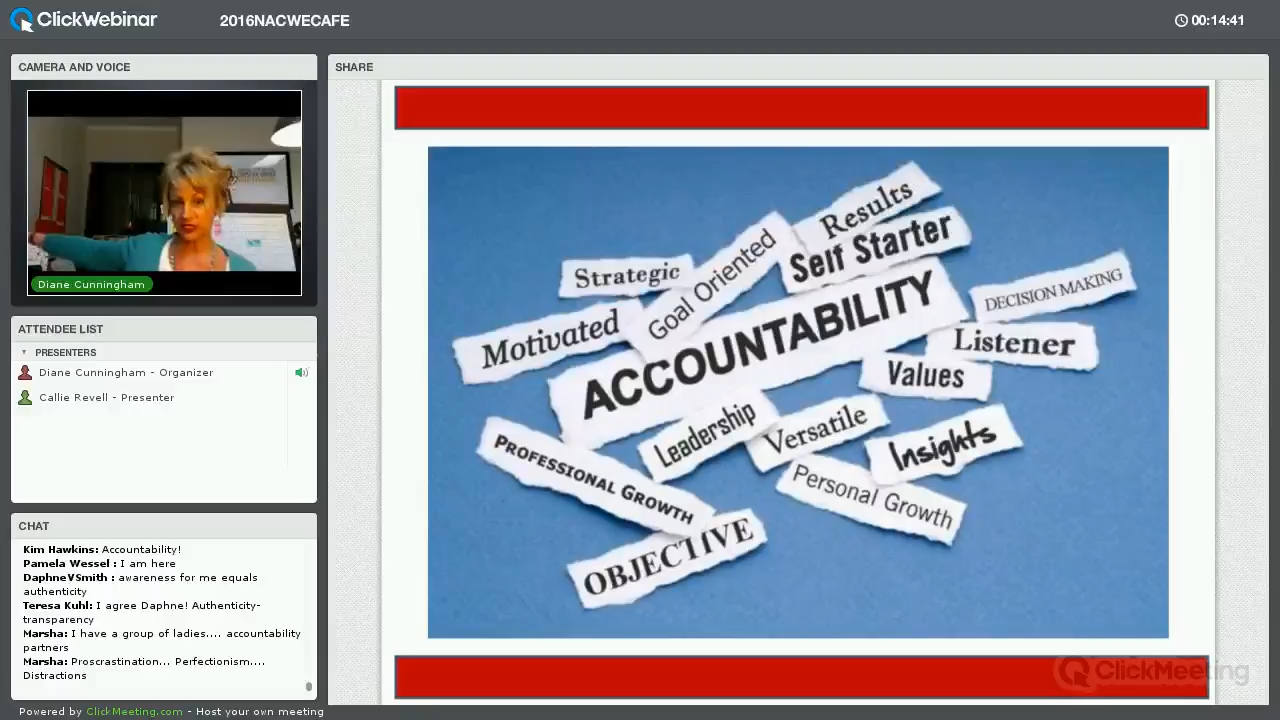 ClickWebinar
2016NACWECAFE
00:14:41
CAMERA AND VOICE
Diane Cunningham
ATTENDEE LIST
PRESENTERS
Diane Cunningham - Organizer
Callie Revell - Presenter
CHAT
Kim Hawkins: Accountability!
Pamela Wessel : I am here
DaphneVSmith : awareness for me equals
authenticity
Teresa Kuhl: I agree Daphne! Authenticity-
transparency
Marsha: I have a group of ladies.... accountability
partners
Marsha: Procrastination... Perfectionism....
Distractions
SHARE
Results
Self Starter
Strategic
Goal Oriented
DECISION MAKING
Motivated
ACCOUNTABILITY
Listener
Values
Leadership
Versatile
Insights
PROFESSIONAL GROWTH
Personal Growth
OBJECTIVE
ClickMeeting
Powered by ClickMeeting.com - Host your own meeting